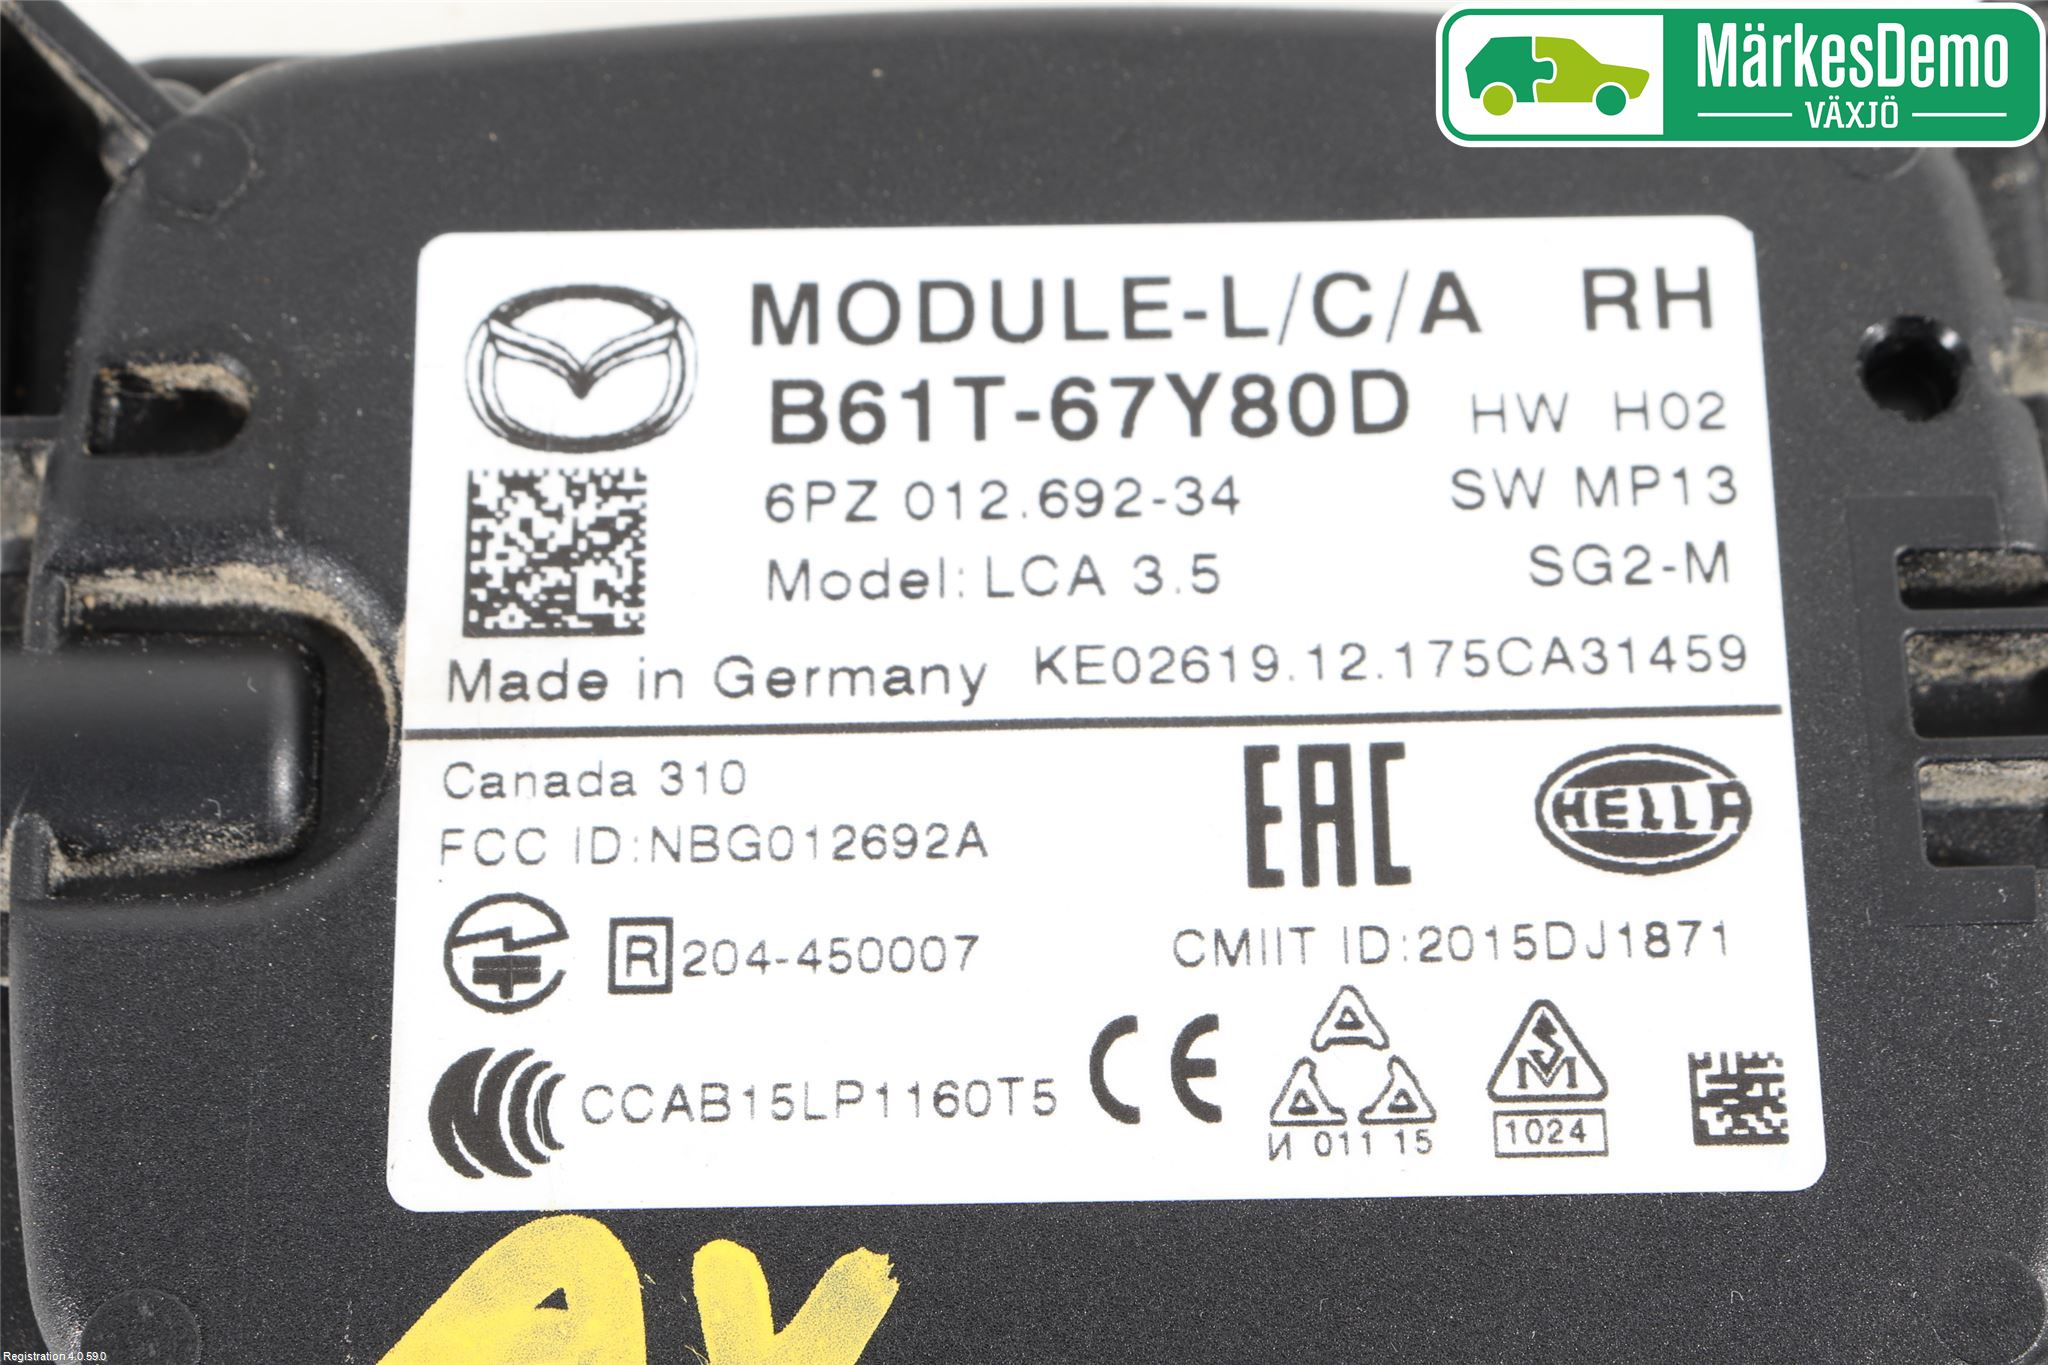 MärkesDemo
VÄXJÖ
MODULE-L/C/A RH
B61T-67Y80D HW H02
6PZ 012.692-34 SW MP13
Model: LCA 3.5 SG2-M
Made in Germany KE02619.12.175CA31459
Canada 310
FCC ID:NBG012692A
EAC
HELLA
R 204-450007
CMIIT ID:2015DJ1871
CCAB15LP1160T5
CE
И 011 15
SM
1024
Registration 4.0.59.0